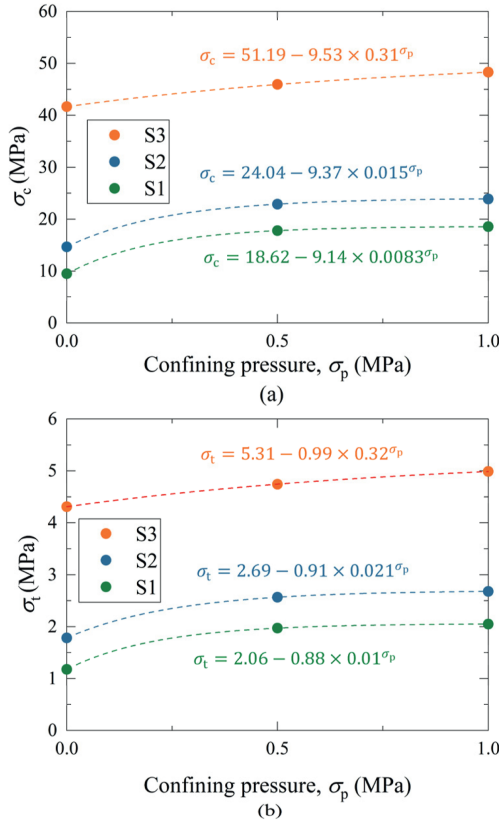 60
50
40
30
20
10
0
σc (MPa)
σc = 51.19 − 9.53 × 0.31^σp
S3
S2
S1
σc = 24.04 − 9.37 × 0.015^σp
σc = 18.62 − 9.14 × 0.0083^σp
0.0 0.5 1.0
Confining pressure, σp (MPa)
(a)
6
5
4
3
2
1
0
σt (MPa)
σt = 5.31 − 0.99 × 0.32^σp
S3
S2
S1
σt = 2.69 − 0.91 × 0.021^σp
σt = 2.06 − 0.88 × 0.01^σp
0.0 0.5 1.0
Confining pressure, σp (MPa)
(b)